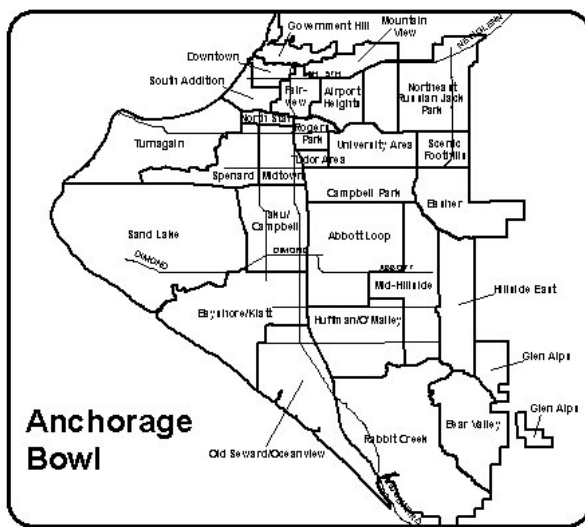 Government Hill
Mountain
View
Downtown
South Addition
Fair-
view
Airport
Heights
Northeast
Russian Jack
Park
North Star
Rogers
Park
Turnagain
University Area
Scenic
Foothills
Tudor Area
Spenard
Midtown
Campbell Park
Basher
Taku/
Campbell
Sand Lake
Abbott Loop
DIMOND
DIMOND
ABBOTT
Mid-Hillside
Hillside East
Bayshore/Klatt
Huffman/O'Malley
Glen Alps
Glen Alps
Bear Valley
Rabbit Creek
Old Seward/Oceanview
Anchorage
Bowl